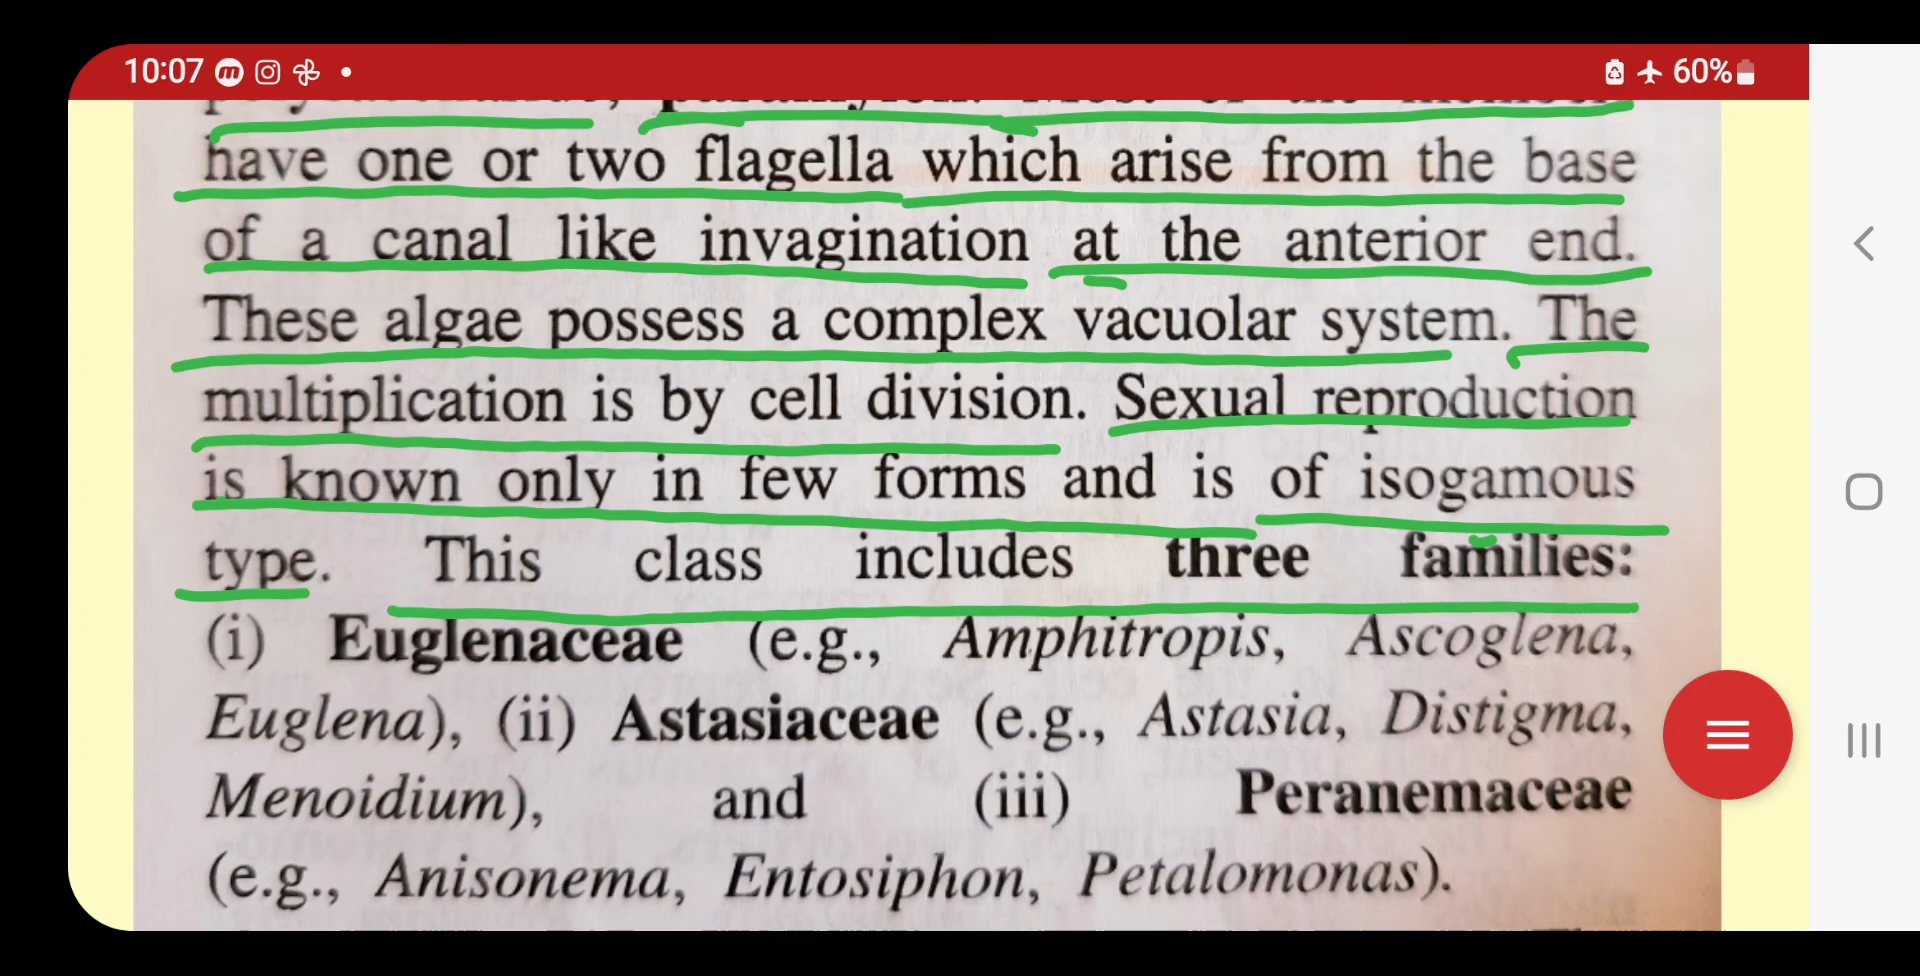 10:07
60%
have one or two flagella which arise from the base
of a canal like invagination at the anterior end.
These algae possess a complex vacuolar system. The
multiplication is by cell division. Sexual reproduction
is known only in few forms and is of isogamous
type. This class includes three families:
(i) Euglenaceae (e.g., Amphitropis, Ascoglena,
Euglena), (ii) Astasiaceae (e.g., Astasia, Distigma,
Menoidium), and (iii) Peranemaceae
(e.g., Anisonema, Entosiphon, Petalomonas).